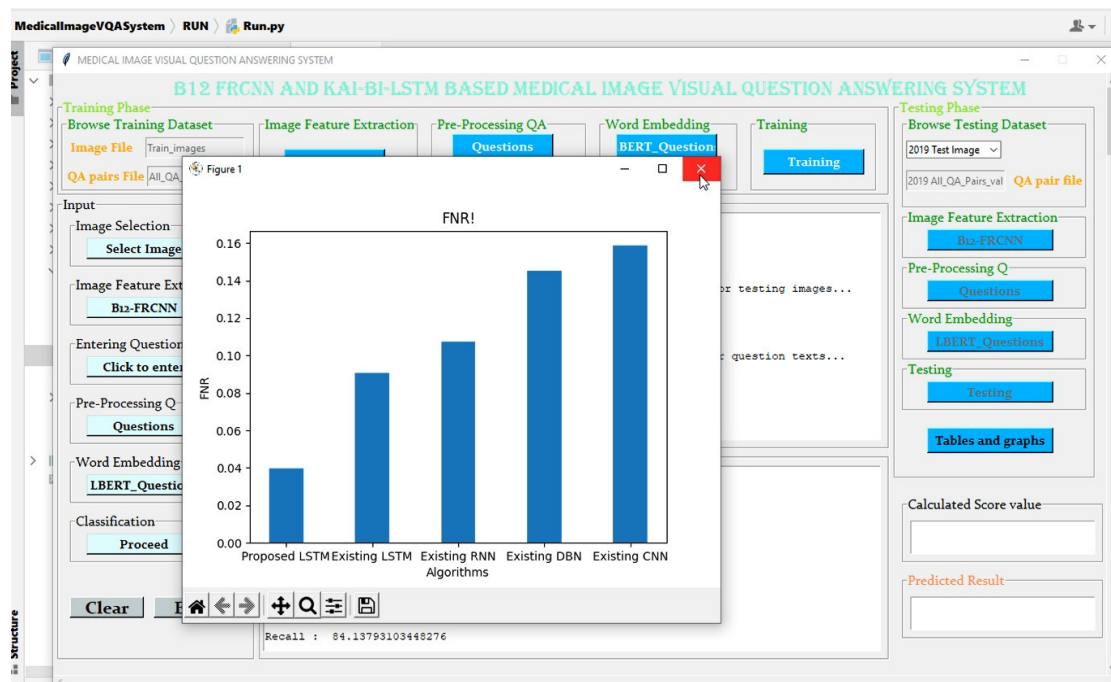 MedicalImageVQASystem RUN Run.py
Project
MEDICAL IMAGE VISUAL QUESTION ANSWERING SYSTEM
B12 FRCNN AND KAI-BI-LSTM BASED MEDICAL IMAGE VISUAL QUESTION ANSWERING SYSTEM
Training Phase
Browse Training Dataset
Image File Train_images
QA pairs File All_QA_
Image Feature Extraction
Pre-Processing QA
Questions
Word Embedding
BERT_Question
Training
Training
Testing Phase
Browse Testing Dataset
2019 Test Image
2019 All_QA_Pairs_val QA pair file
Image Feature Extraction
B12-FRCNN
Pre-Processing Q
Questions
Word Embedding
LBERT_Questions
Testing
Testing
Tables and graphs
Calculated Score value
Predicted Result
Input
Image Selection
Select Image
Image Feature Ext
B12-FRCNN
Entering Question
Click to enter
Pre-Processing Q
Questions
Word Embedding
LBERT_Questio
Classification
Proceed
Clear E
Figure 1
FNR!
0.16
0.14
0.12
0.10
0.08
0.06
0.04
0.02
0.00
FNR
Proposed LSTM Existing LSTM Existing RNN Existing DBN Existing CNN
Algorithms
or testing images...
r question texts...
Recall : 84.13793103448276
Structure